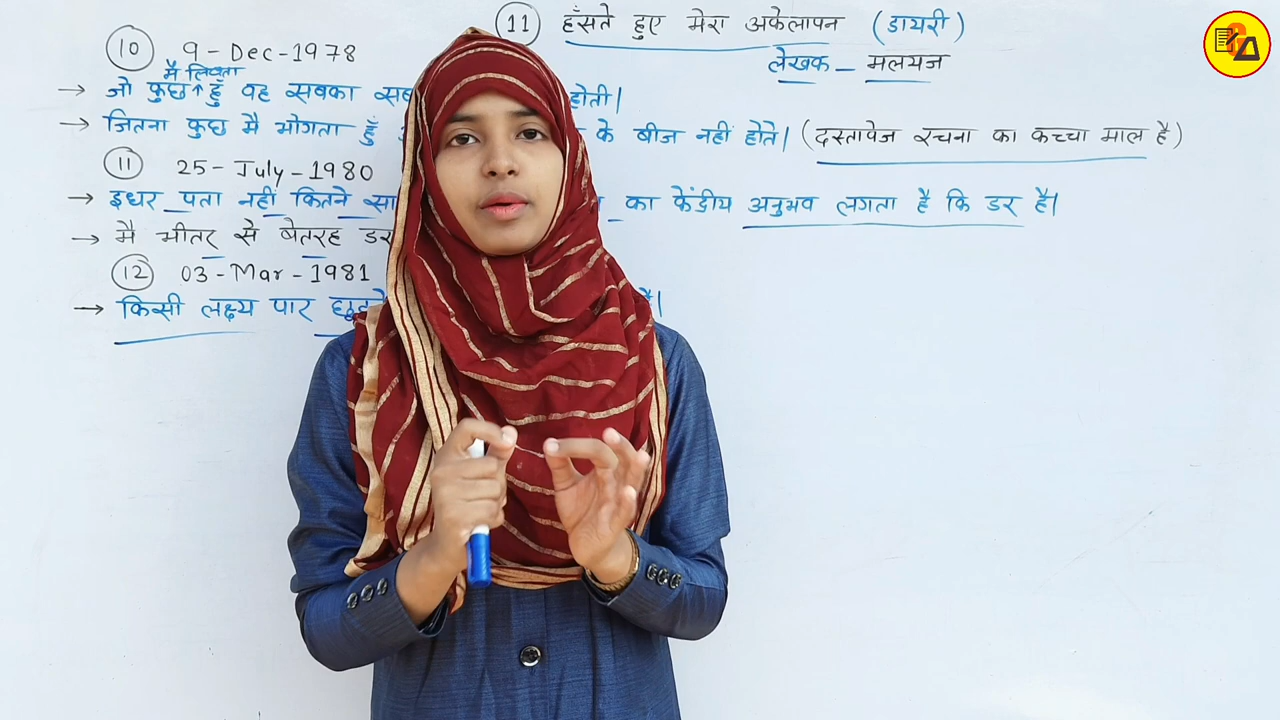 11 हँसते हुए मेरा अकेलापन (डायरी)
लेखक - मलयज
10 9 - Dec - 1978
मै लिखता
→ जो कुछ ↑ हुँ वह सबका सब होती।
→ जितना कुछ मै भोगता हुँ के बीज नहीं होते। (दस्तावेज रचना का कच्चा माल है)
11 25 - July - 1980
→ इधर पता नही कितने का केंद्रीय अनुभव लगता है कि डर है।
→ मै भीतर से बेतरह डर
12 03 - Mar - 1981
→ किसी लक्ष्य पार है।